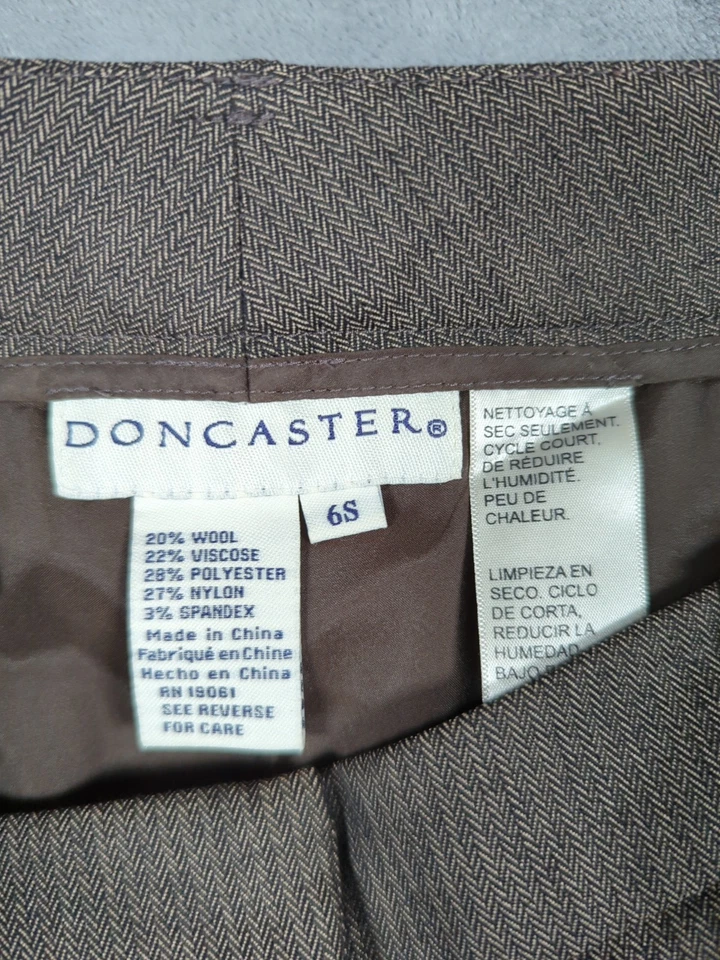 DONCASTER®
6S
20% WOOL
22% VISCOSE
28% POLYESTER
27% NYLON
3% SPANDEX
Made in China
Fabriqué en Chine
Hecho en China
RN 19061
SEE REVERSE
FOR CARE
NETTOYAGE À
SEC SEULEMENT.
CYCLE COURT.
DE RÉDUIRE
L'HUMIDITÉ.
PEU DE
CHALEUR.
LIMPIEZA EN
SECO. CICLO
DE CORTA,
REDUCIR LA
HUMEDAD
BAJO